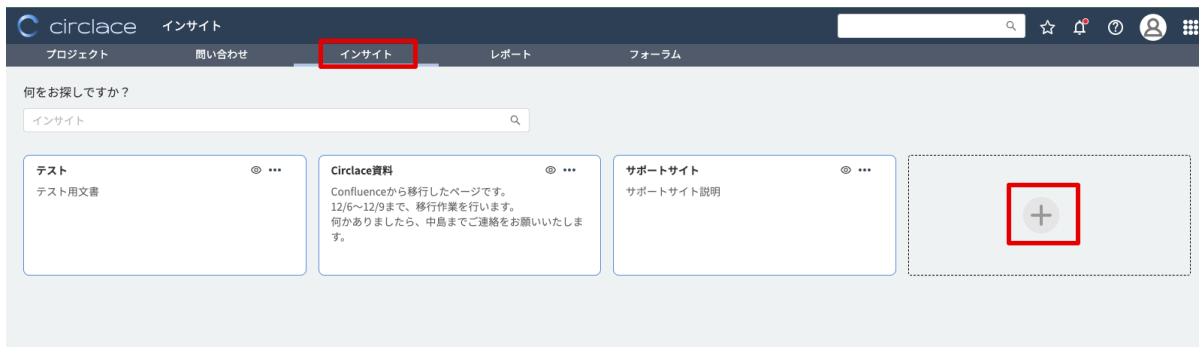 circlace インサイト
プロジェクト 問い合わせ インサイト レポート フォーラム
何をお探しですか？
インサイト
テスト
テスト用文書
Circlace資料
Confluenceから移行したページです。
12/6〜12/9まで、移行作業を行います。
何かありましたら、中島までご連絡をお願いいたしま
す。
サポートサイト
サポートサイト説明